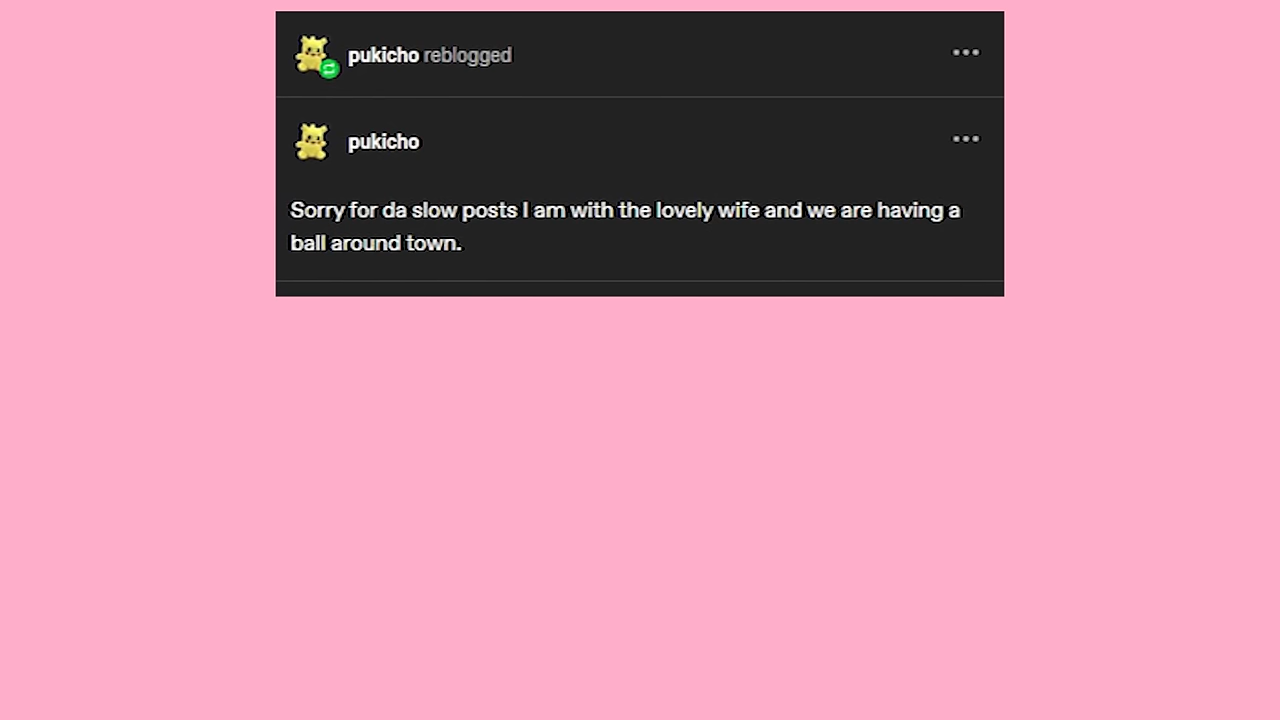 pukicho reblogged
pukicho
Sorry for da slow posts I am with the lovely wife and we are having a
ball around town.